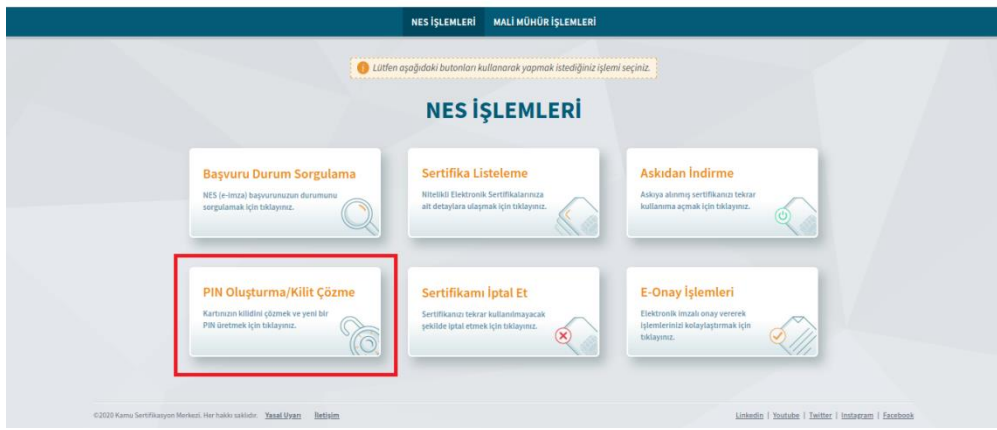 NES İŞLEMLERİ MALİ MÜHÜR İŞLEMLERİ
Lütfen aşağıdaki butonları kullanarak yapmak istediğiniz işlemi seçiniz.
NES İŞLEMLERİ
Başvuru Durum Sorgulama
NES (e-imza) başvurunuzun durumunu
sorgulamak için tıklayınız.
Sertifika Listeleme
Nitelikli Elektronik Sertifikalarınıza
ait detaylara ulaşmak için tıklayınız.
Askıdan İndirme
Askıya alınmış sertifikanızı tekrar
kullanıma açmak için tıklayınız.
PIN Oluşturma/Kilit Çözme
Kartınızın kilidini çözmek ve yeni bir
PIN üretmek için tıklayınız.
Sertifikamı İptal Et
Sertifikanızı tekrar kullanılmayacak
şekilde iptal etmek için tıklayınız.
E-Onay İşlemleri
Elektronik imzalı onay vererek
işlemlerinizi kolaylaştırmak için
tıklayınız.
©2020 Kamu Sertifikasyon Merkezi. Her hakkı saklıdır. Yasal Uyarı İletişim
Linkedin | Youtube | Twitter | Instagram | Facebook